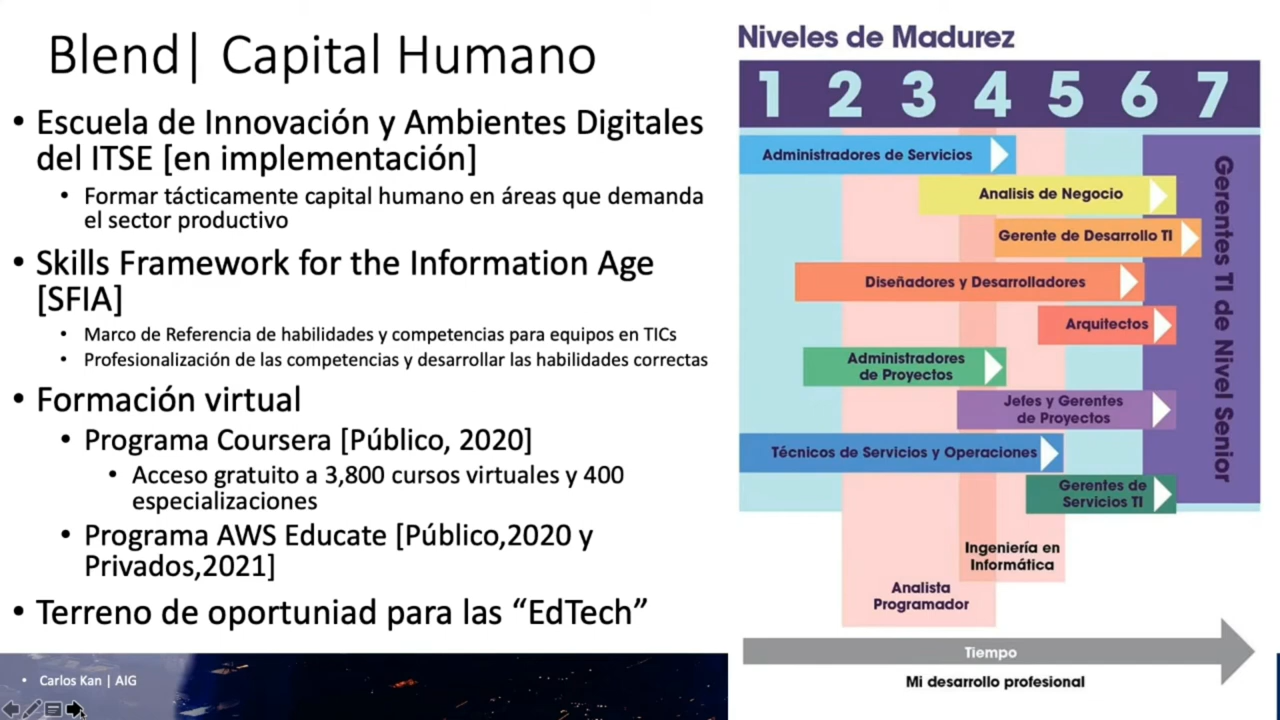 Blend| Capital Humano
• Escuela de Innovación y Ambientes Digitales
del ITSE [en implementación]
• Formar tácticamente capital humano en áreas que demanda
el sector productivo
• Skills Framework for the Information Age
[SFIA]
• Marco de Referencia de habilidades y competencias para equipos en TICs
• Profesionalización de las competencias y desarrollar las habilidades correctas
• Formación virtual
• Programa Coursera [Público, 2020]
• Acceso gratuito a 3,800 cursos virtuales y 400
especializaciones
• Programa AWS Educate [Público,2020 y
Privados,2021]
• Terreno de oportuniad para las “EdTech”
• Carlos Kan | AIG
Niveles de Madurez
1 2 3 4 5 6 7
Administradores de Servicios
Analisis de Negocio
Gerente de Desarrollo TI
Diseñadores y Desarrolladores
Arquitectos
Administradores
de Proyectos
Jefes y Gerentes
de Proyectos
Técnicos de Servicios y Operaciones
Gerentes de
Servicios TI
Gerentes TI de Nivel Senior
Ingeniería en
Informática
Analista
Programador
Tiempo
Mi desarrollo profesional